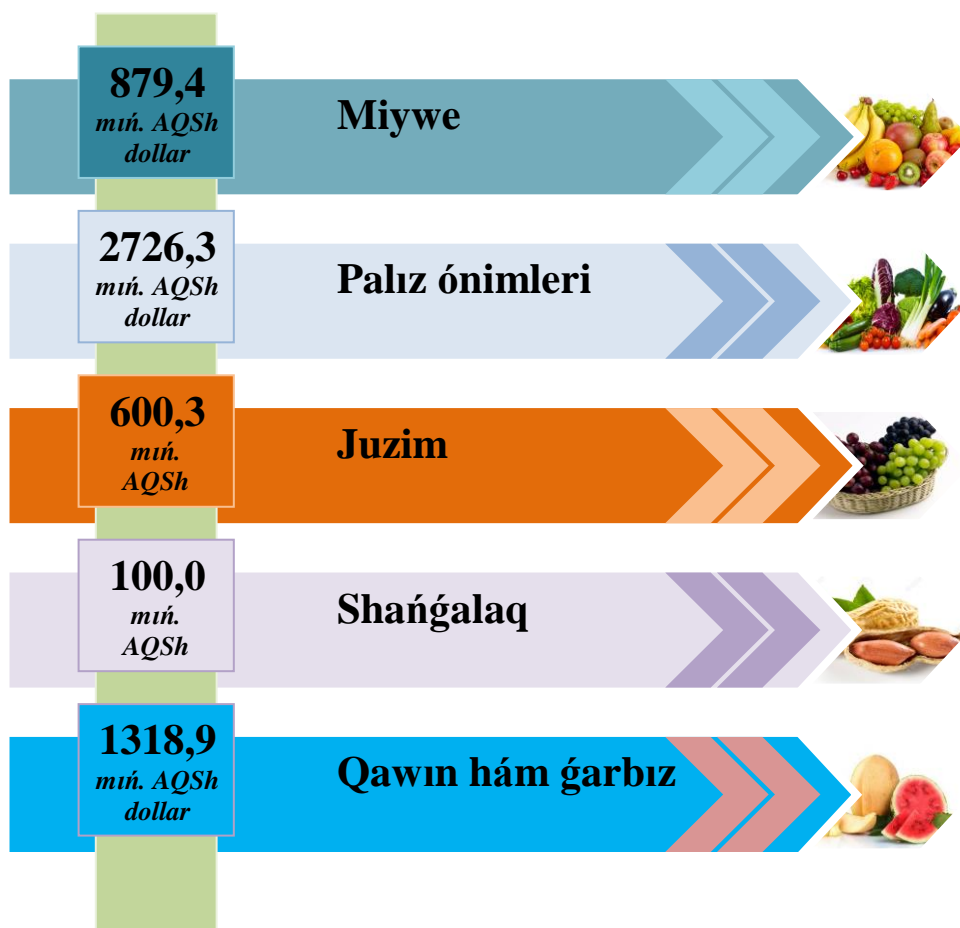 879,4
mıń. AQSh
dollar
Miywe
2726,3
mıń. AQSh
dollar
Palız ónimleri
600,3
mıń.
AQSh
Juzim
100,0
mıń.
AQSh
Shańǵalaq
1318,9
mıń. AQSh
dollar
Qawın hám ǵarbız